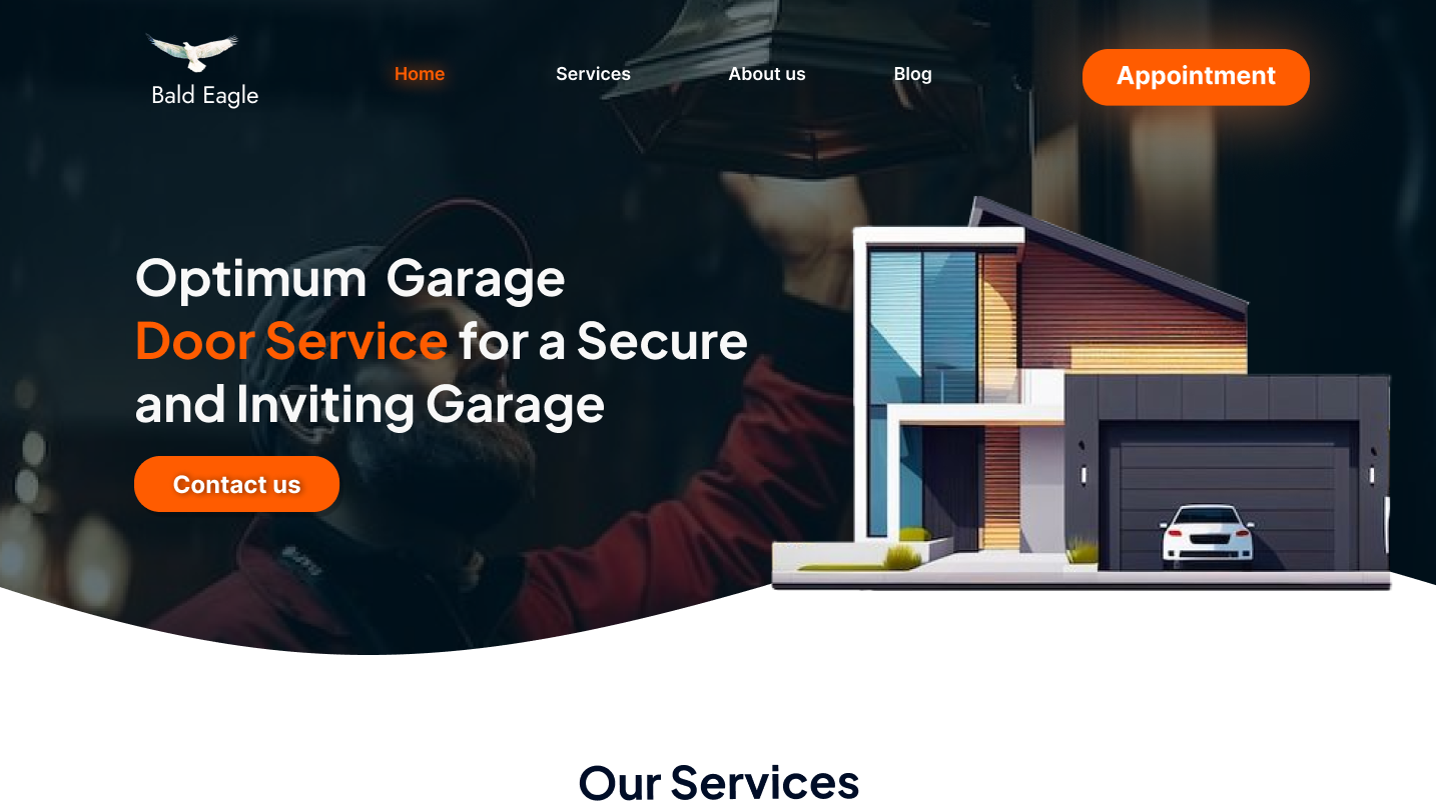 Bald Eagle
Home
Services
About us
Blog
Appointment
Optimum Garage
Door Service for a Secure
and Inviting Garage
Contact us
Our Services